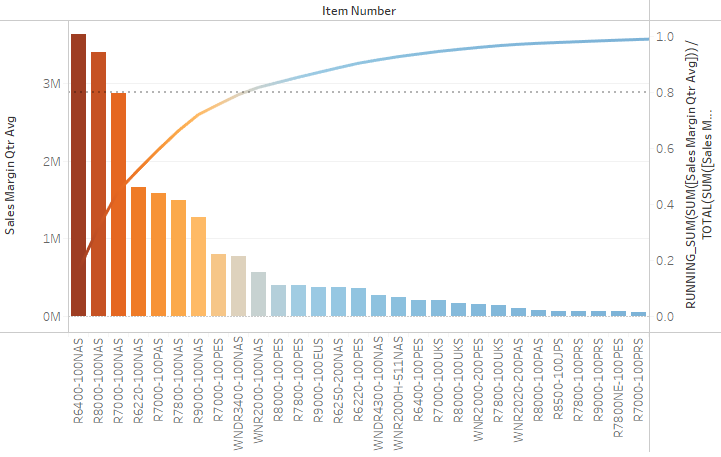 Item Number
Sales Margin Qtr Avg
3M
2M
1M
0M
1.0
0.8
0.6
0.4
0.2
0.0
RUNNING_SUM(SUM([Sales Margin Qtr Avg])) /
TOTAL(SUM([Sales M...
R6400-100NAS
R8000-100NAS
R7000-100NAS
R6220-100NAS
R7000-100PAS
R7800-100NAS
R9000-100NAS
R7000-100PES
WNDR3400-100NAS
WNR2000-100NAS
R8000-100PES
R7800-100PES
R9000-100EUS
R6250-200NAS
R6220-100PES
WNDR4300-100NAS
WNR2000H-511NAS
R6400-100PES
R7000-100UKS
R8000-100UKS
WNR2000-200PES
R7800-100UKS
WNR2020-200PAS
R8000-100PAS
R8500-100UPS
R7800-100PRS
R9000-100PRS
R7800NE-100PES
R7000-100PRS